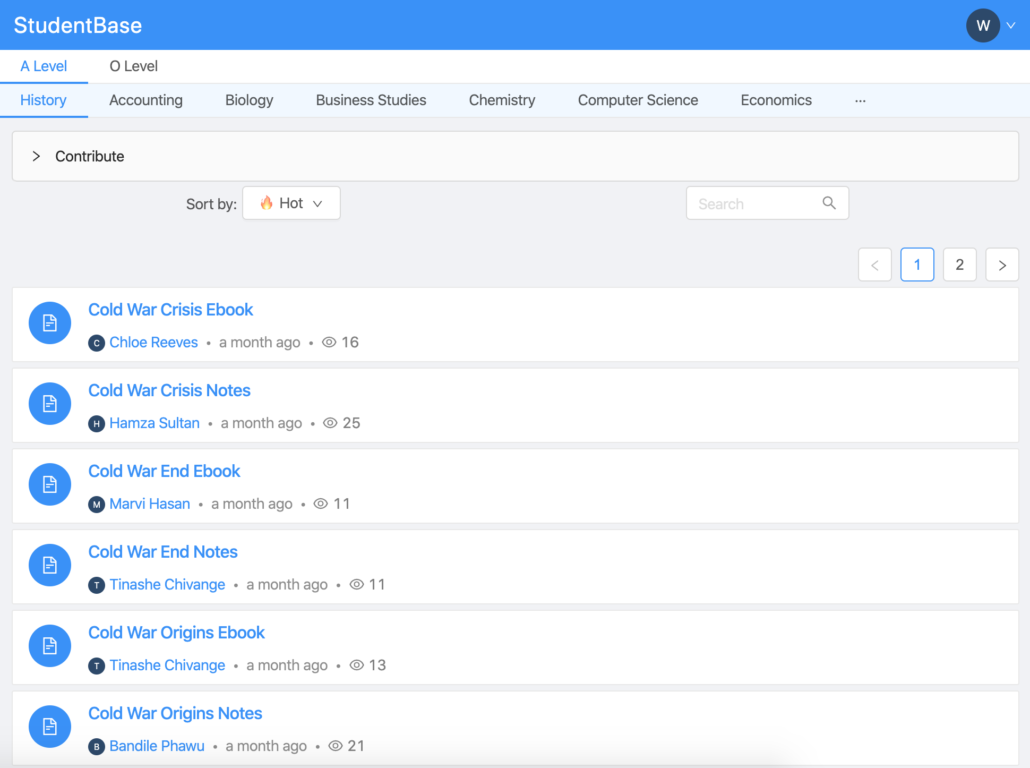 StudentBase
W
A Level O Level
History Accounting Biology Business Studies Chemistry Computer Science Economics ...
Contribute
Sort by: Hot Search
1 2
Cold War Crisis Ebook
C Chloe Reeves • a month ago • 16
Cold War Crisis Notes
H Hamza Sultan • a month ago • 25
Cold War End Ebook
M Marvi Hasan • a month ago • 11
Cold War End Notes
T Tinashe Chivange • a month ago • 11
Cold War Origins Ebook
T Tinashe Chivange • a month ago • 13
Cold War Origins Notes
B Bandile Phawu • a month ago • 21